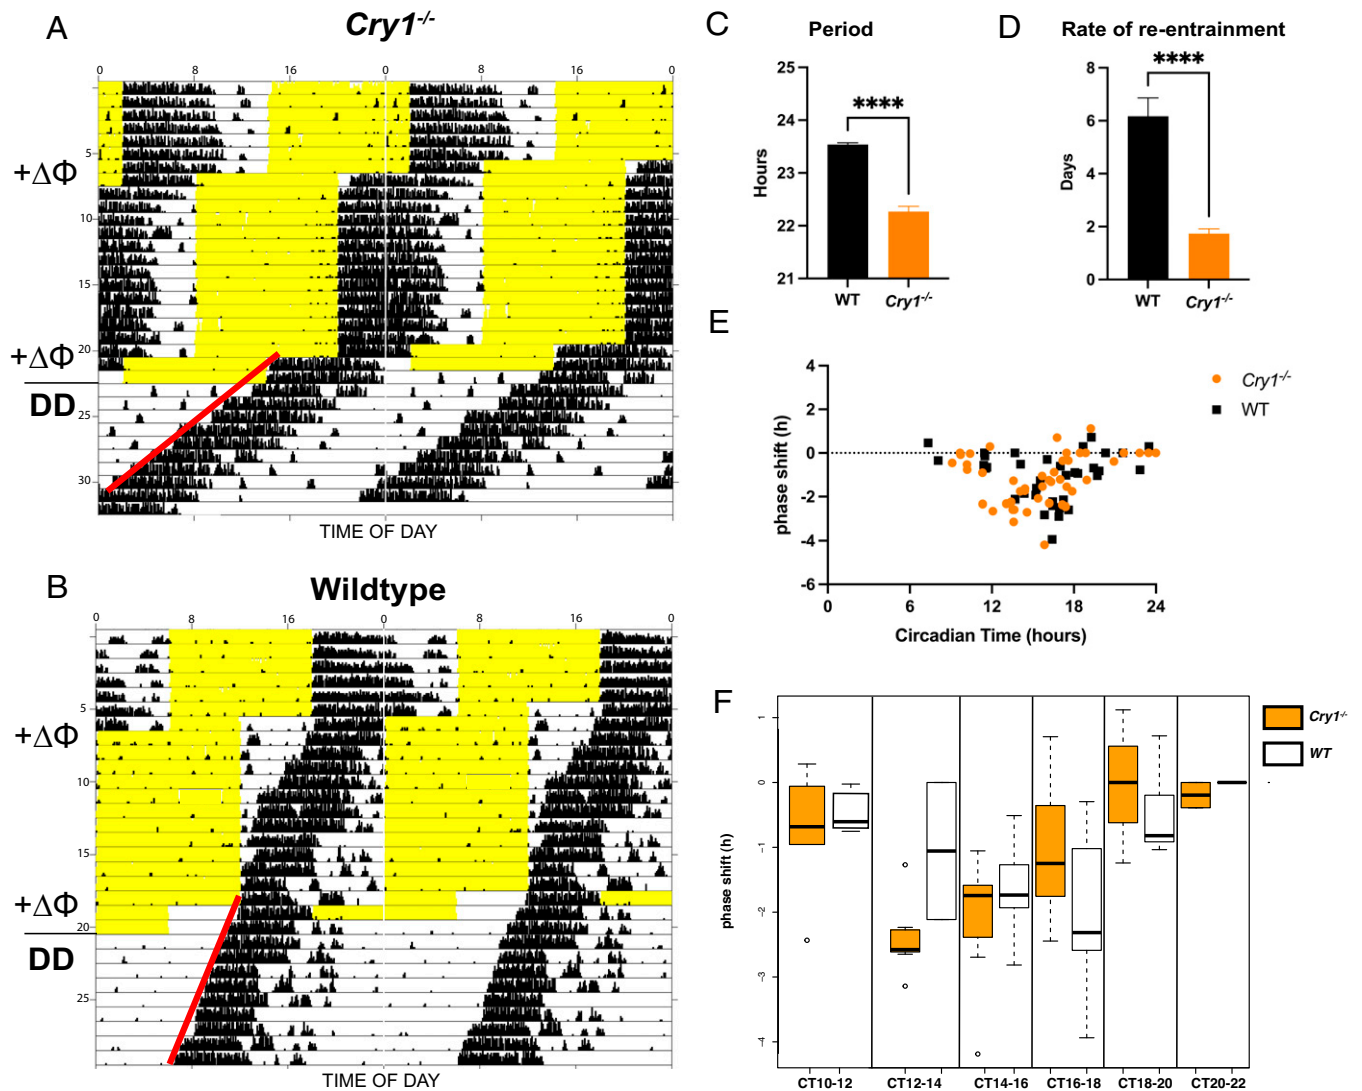 A
Cry1-/-
0 8 16 0 8 16 0
5
+ΔΦ
10
15
20
+ΔΦ
DD
25
30
TIME OF DAY
B
Wildtype
0 8 16 0 8 16 0
5
+ΔΦ
10
15
+ΔΦ
20
DD
25
TIME OF DAY
C
Period
25
24
23
22
21
Hours
****
WT Cry1-/-
D
Rate of re-entrainment
8
6
4
2
0
Days
****
WT Cry1-/-
E
4
2
0
-2
-4
-6
phase shift (h)
0 6 12 18 24
Circadian Time (hours)
Cry1-/-
WT
F
1
0
-1
-2
-3
-4
phase shift (h)
CT10-12 CT12-14 CT14-16 CT16-18 CT18-20 CT20-22
Cry1-/-
WT